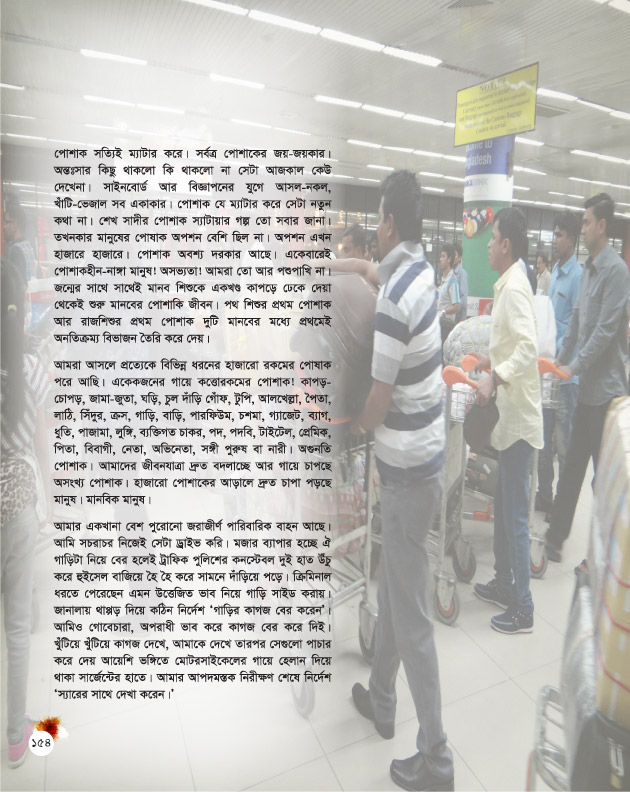 পোশাক সত্যিই ম্যাটার করে। সর্বত্র পোশাকের জয়-জয়কার।
অন্তঃসার কিছু থাকলো কি থাকলো না সেটা আজকাল কেউ
দেখেনা। সাইনবোর্ড আর বিজ্ঞাপনের যুগে আসল-নকল,
খাঁটি-ভেজাল সব একাকার। পোশাক যে ম্যাটার করে সেটা নতুন
কথা না। শেখ সাদীর পোশাক স্যাটায়ার গল্প তো সবার জানা।
তখনকার মানুষের পোষাক অপশন বেশি ছিল না। অপশন এখন
হাজারে হাজারে। পোশাক অবশ্য দরকার আছে। একেবারেই
পোশাকহীন-নাঙ্গা মানুষ! অসভ্যতা! আমরা তো আর পশুপাখি না।
জন্মের সাথে সাথেই মানব শিশুকে একখণ্ড কাপড়ে ঢেকে দেয়া
থেকেই শুরু মানবের পোশাকি জীবন। পথ শিশুর প্রথম পোশাক
আর রাজশিশুর প্রথম পোশাক দুটি মানবের মধ্যে প্রথমেই
অনতিক্রম্য বিভাজন তৈরি করে দেয়।
আমরা আসলে প্রত্যেকে বিভিন্ন ধরনের হাজারো রকমের পোষাক
পরে আছি। একেকজনের গায়ে কত্তোরকমের পোশাক! কাপড়-
চোপড়, জামা-জুতা, ঘড়ি, চুল দাঁড়ি গোঁফ, টুপি, আলখেল্লা, পৈতা,
লাঠি, সিঁদুর, ক্রস, গাড়ি, বাড়ি, পারফিউম, চশমা, গ্যাজেট, ব্যাগ,
ধুতি, পাজামা, লুঙ্গি, ব্যক্তিগত চাকর, পদ, পদবি, টাইটেল, প্রেমিক,
পিতা, বিবাগী, নেতা, অভিনেতা, সঙ্গী পুরুষ বা নারী। অগুনতি
পোশাক। আমাদের জীবনযাত্রা দ্রুত বদলাচ্ছে আর গায়ে চাপছে
অসংখ্য পোশাক। হাজারো পোশাকের আড়ালে দ্রুত চাপা পড়ছে
মানুষ। মানবিক মানুষ।
আমার একখানা বেশ পুরোনো জরাজীর্ণ পারিবারিক বাহন আছে।
আমি সচরাচর নিজেই সেটা ড্রাইভ করি। মজার ব্যাপার হচ্ছে ঐ
গাড়িটা নিয়ে বের হলেই ট্রাফিক পুলিশের কনস্টেবল দুই হাত উঁচু
করে হুইসেল বাজিয়ে হৈ হৈ করে সামনে দাঁড়িয়ে পড়ে। ক্রিমিনাল
ধরতে পেরেছেন এমন উত্তেজিত ভাব নিয়ে গাড়ি সাইড করায়।
জানালায় থাপ্পড় দিয়ে কঠিন নির্দেশ ‘গাড়ির কাগজ বের করেন’।
আমিও গোবেচারা, অপরাধী ভাব করে কাগজ বের করে দিই।
খুঁটিয়ে খুঁটিয়ে কাগজ দেখে, আমাকে দেখে তারপর সেগুলো পাচার
করে দেয় আয়েশি ভঙ্গিতে মোটরসাইকেলের গায়ে হেলান দিয়ে
থাকা সার্জেন্টের হাতে। আমার আপদমস্তক নিরীক্ষণ শেষে নির্দেশ
‘স্যারের সাথে দেখা করেন।’
১৫৪